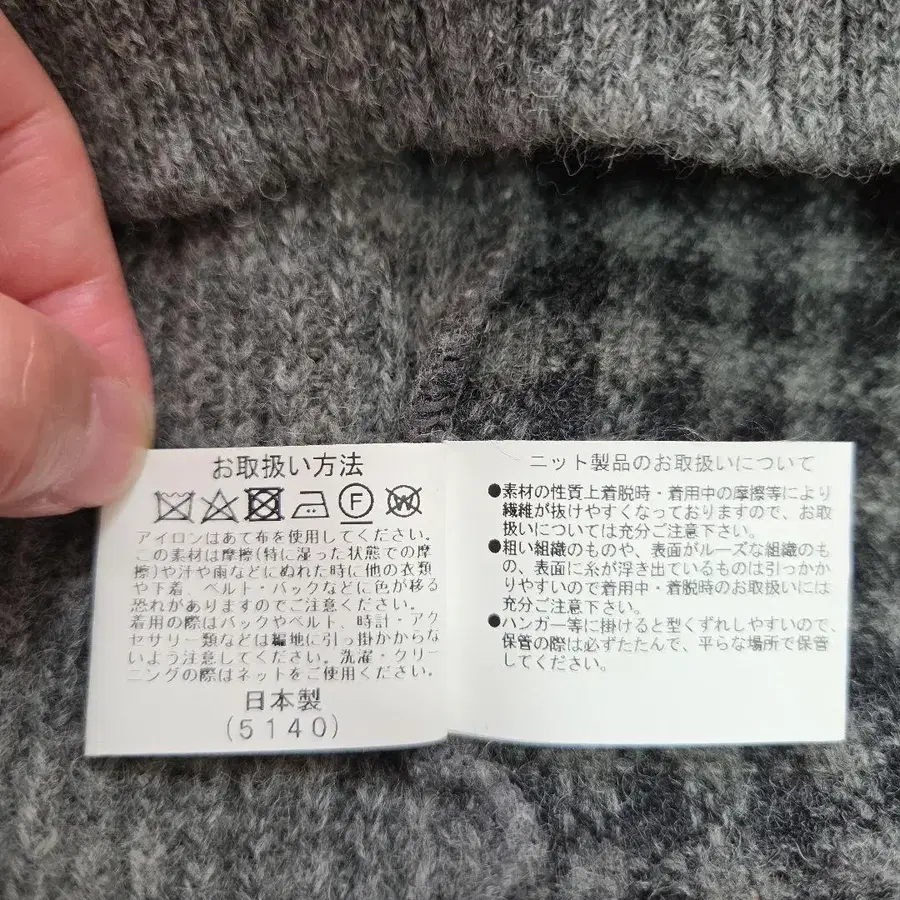 お取扱い方法
F W
アイロンはあて布を使用してください。
この素材は摩擦(特に湿った状態での摩
擦)や汗や雨などにぬれた時に他の衣類
や下着、ベルト・バックなどに色が移る
恐れがありますのでご注意ください。
着用の際はバックやベルト、時計・アク
セサリー類などは編地に引っ掛かからな
いよう注意してください。洗濯・クリー
ニングの際はネットをご使用ください。
日本製
(5140)
ニット製品のお取扱いについて
●素材の性質上着脱時・着用中の摩擦等により
繊維が抜けやすくなっておりますので、お取
扱いについては充分ご注意下さい。
●粗い組織のものや、表面がルーズな組織のも
の、表面に糸が浮き出ているものは引っかか
りやすいので着用中・着脱時のお取扱いには
充分ご注意下さい。
●ハンガー等に掛けると型くずれしやすいので、
保管の際は必ずたたんで、平らな場所で保管
してください。